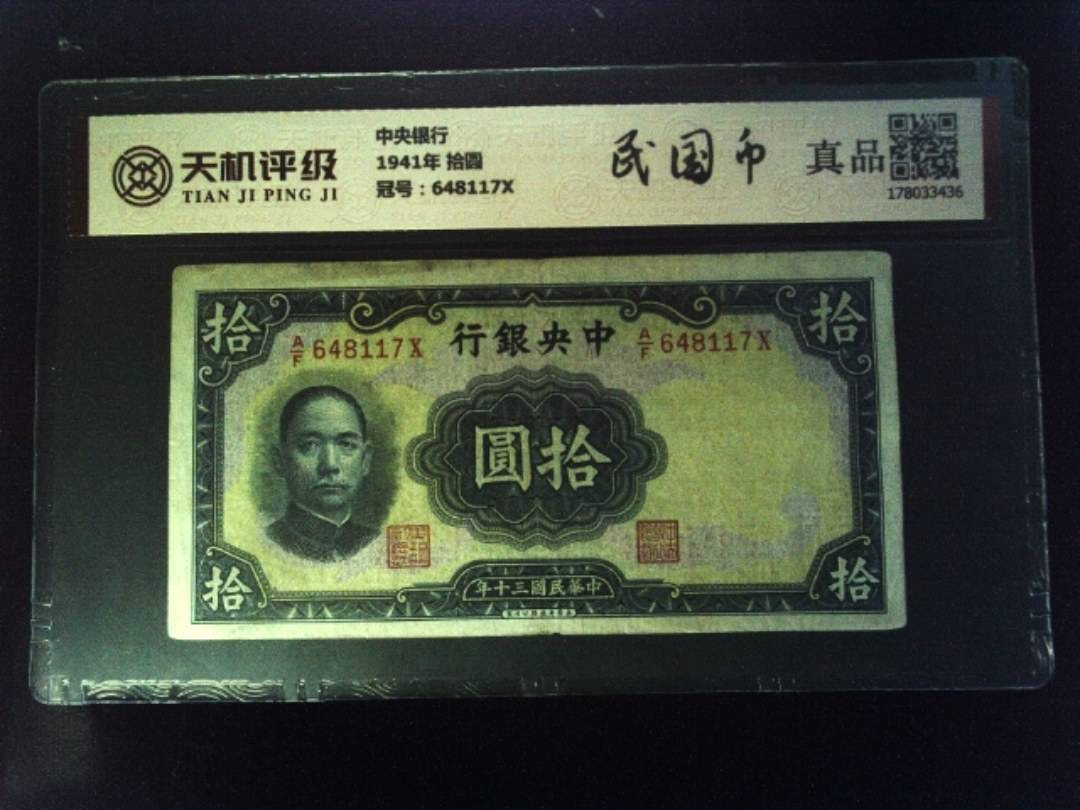 天机评级
TIAN JI PING JI
中央银行
1941年 拾圆
冠号：648117X
民国币
真品
178033436
拾
拾
行銀央中
A/F 648117X
A/F 648117X
圓拾
年十三國民華中
拾
拾